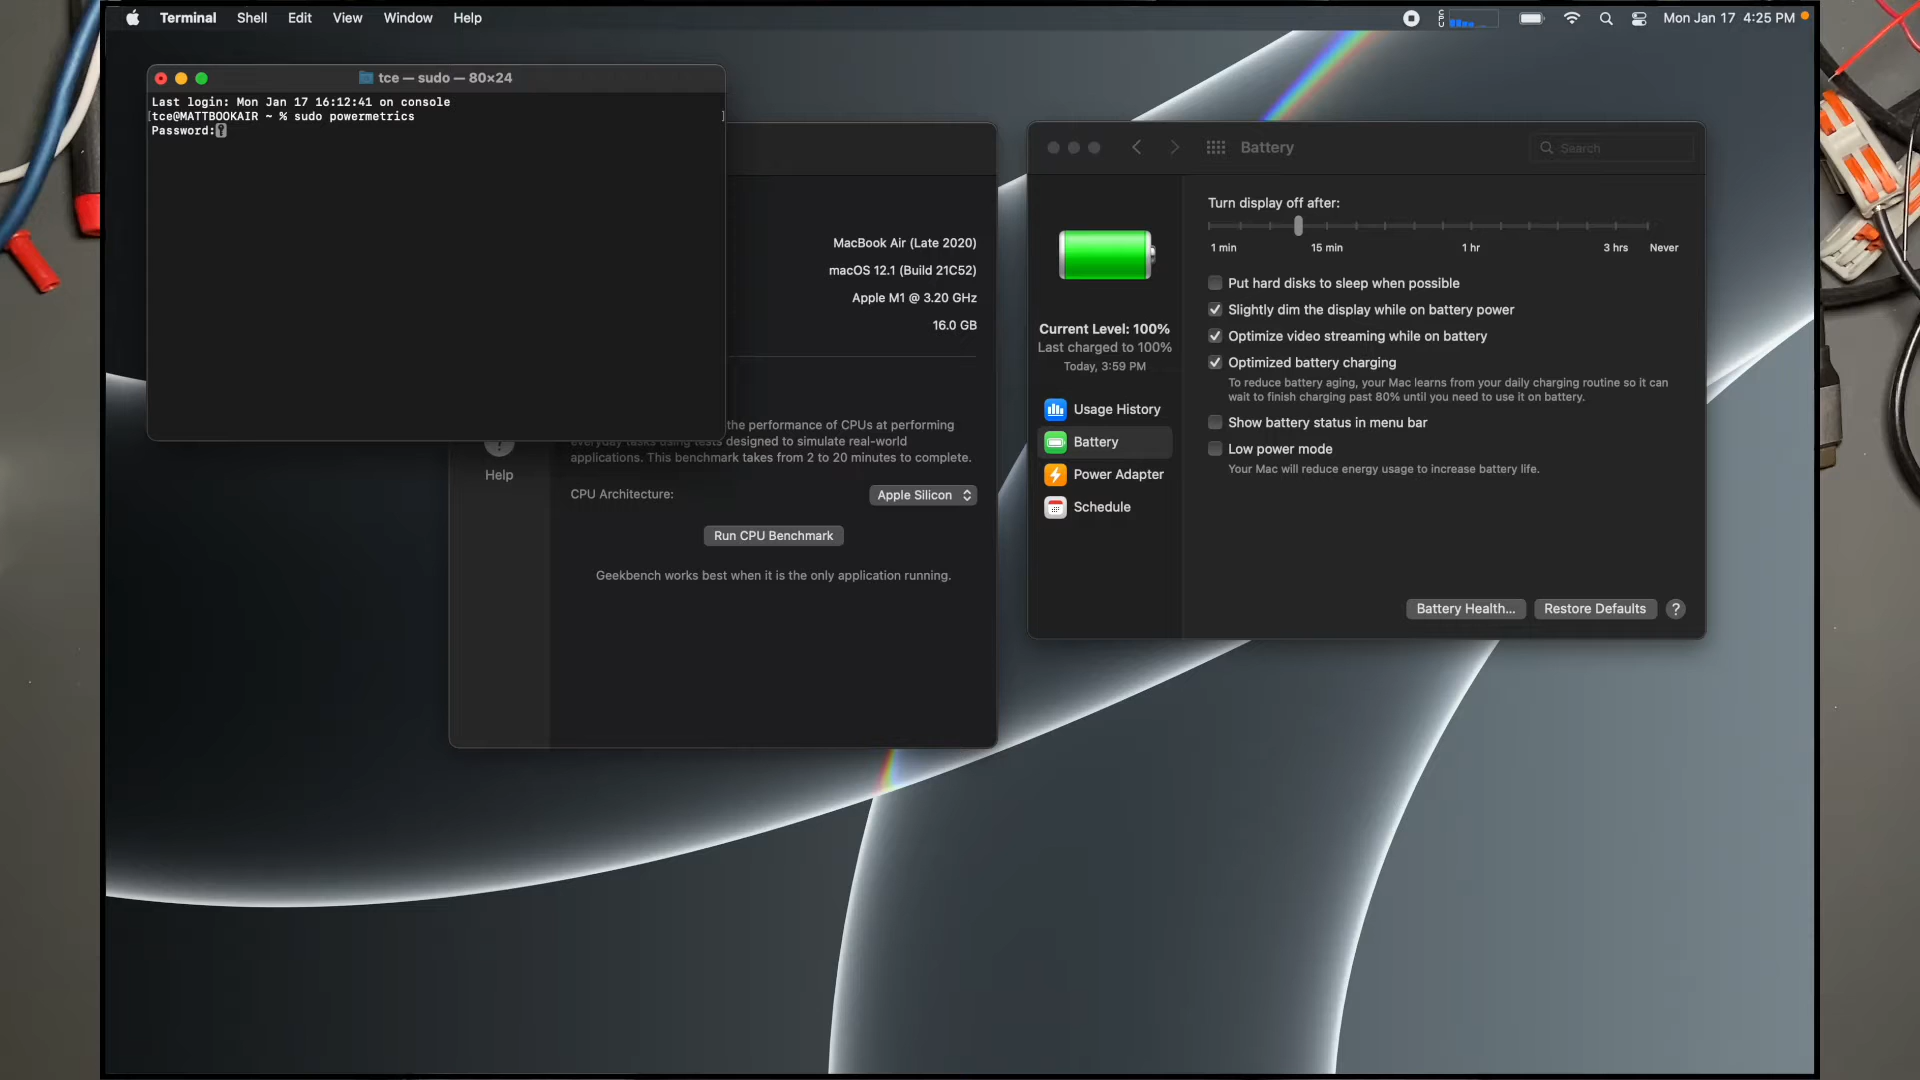 Terminal Shell Edit View Window Help
CPU
Mon Jan 17 4:25 PM
tce — sudo — 80×24
Last login: Mon Jan 17 16:12:41 on console
[tce@MATTBOOKAIR ~ % sudo powermetrics ]
Password:
MacBook Air (Late 2020)
macOS 12.1 (Build 21C52)
Apple M1 @ 3.20 GHz
16.0 GB
the performance of CPUs at performing
everyday tasks using tests designed to simulate real-world
applications. This benchmark takes from 2 to 20 minutes to complete.
Help
CPU Architecture:
Apple Silicon
Run CPU Benchmark
Geekbench works best when it is the only application running.
Battery
Search
Current Level: 100%
Last charged to 100%
Today, 3:59 PM
Usage History
Battery
Power Adapter
Schedule
Turn display off after:
1 min 15 min 1 hr 3 hrs Never
Put hard disks to sleep when possible
Slightly dim the display while on battery power
Optimize video streaming while on battery
Optimized battery charging
To reduce battery aging, your Mac learns from your daily charging routine so it can
wait to finish charging past 80% until you need to use it on battery.
Show battery status in menu bar
Low power mode
Your Mac will reduce energy usage to increase battery life.
Battery Health... Restore Defaults ?